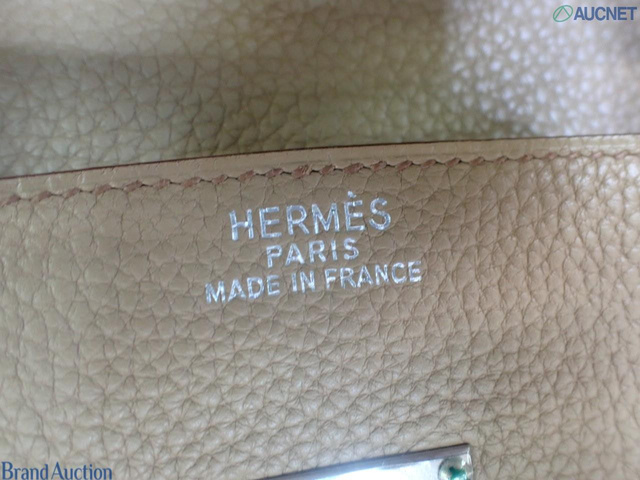 AUCNET
HERMÈS
PARIS
MADE IN FRANCE
Brand Auction